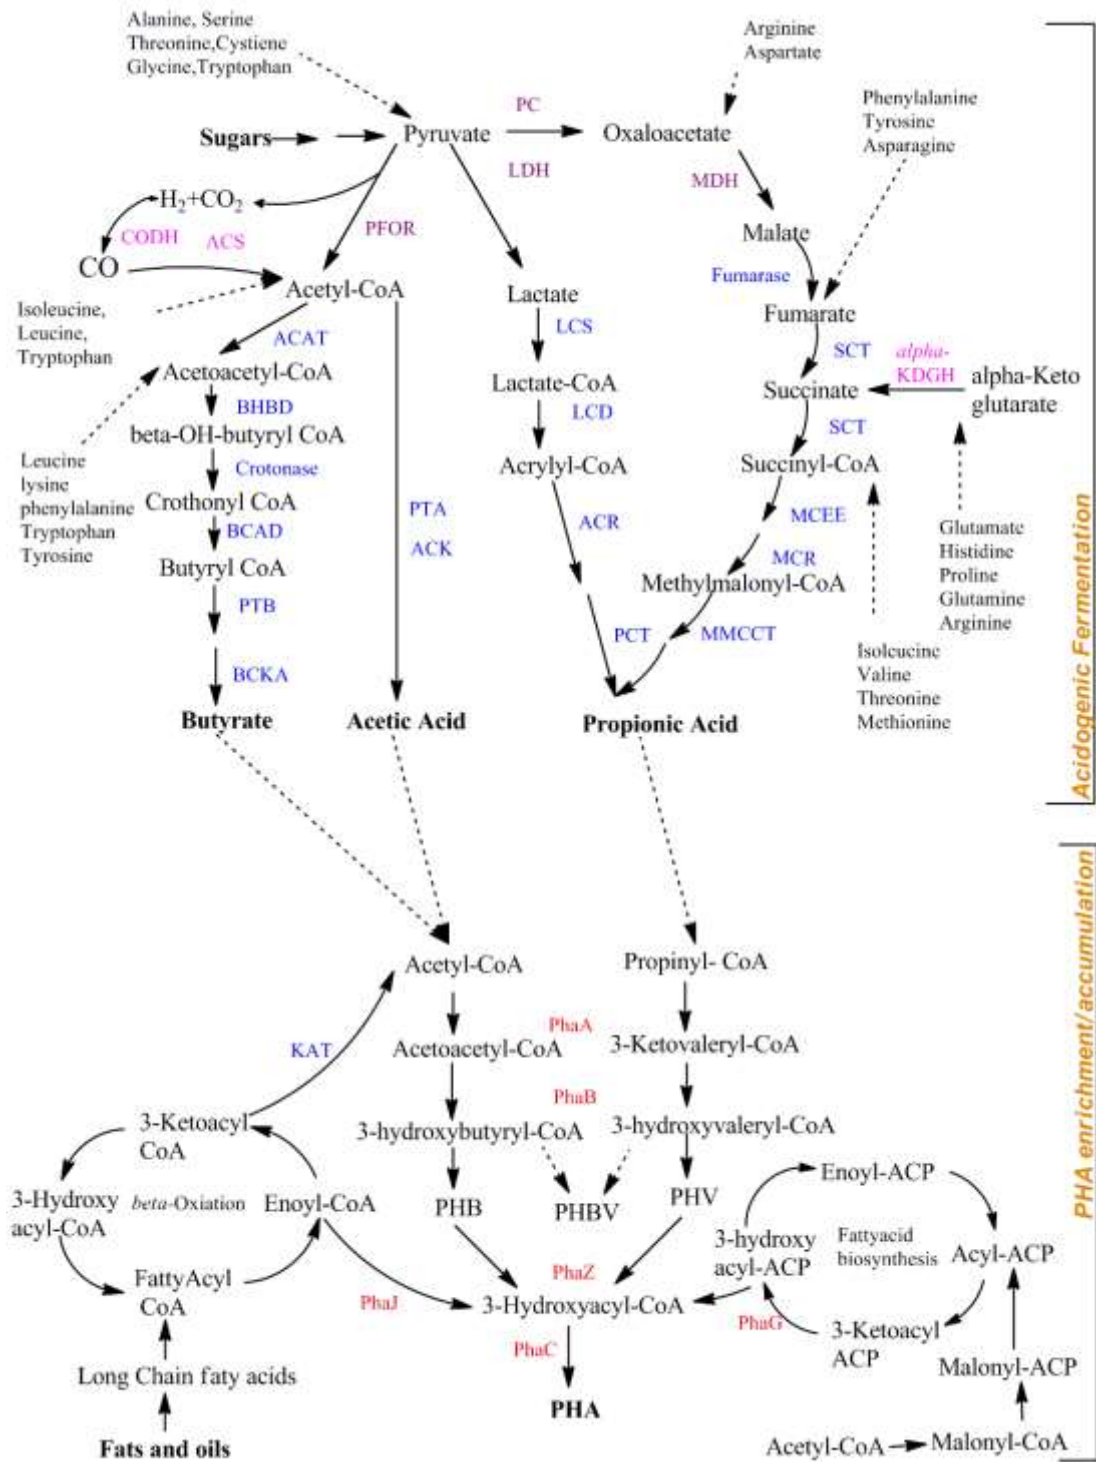 Alanine, Serine
Threonine,Cystiene
Glycine,Tryptophan
Arginine
Aspartate
Phenylalanine
Tyrosine
Asparagine
Sugars
Pyruvate
PC
LDH
Oxaloacetate
MDH
H2+CO2
CODH
ACS
CO
PFOR
Malate
Fumarase
Acetyl-CoA
Lactate
Fumarate
Isoleucine,
Leucine,
Tryptophan
ACAT
LCS
SCT
alpha-
KDGH
alpha-Keto
glutarate
Acetoacetyl-CoA
Lactate-CoA
Succinate
BHBD
LCD
SCT
beta-OH-butyryl CoA
Acrylyl-CoA
Succinyl-CoA
Leucine
lysine
phenylalanine
Tryptophan
Tyrosine
Crotonase
Crothonyl CoA
PTA
ACK
ACR
MCEE
BCAD
MCR
Glutamate
Histidine
Proline
Glutamine
Arginine
Butyryl CoA
Methylmalonyl-CoA
PTB
PCT
MMCCT
Isoleucine
Valine
Threonine
Methionine
BCKA
Butyrate
Acetic Acid
Propionic Acid
Acidogenic Fermentation
PHA enrichment/accumulation
Acetyl-CoA
Propinyl- CoA
PhaA
KAT
Acetoacetyl-CoA
3-Ketovaleryl-CoA
PhaB
3-Ketoacyl
CoA
3-hydroxybutyryl-CoA
3-hydroxyvaleryl-CoA
3-Hydroxy
acyl-CoA
beta-Oxiation
Enoyl-CoA
PHB
PHBV
PHV
Enoyl-ACP
3-hydroxy
acyl-ACP
Fattyacid
biosynthesis
Acyl-ACP
FattyAcyl
CoA
PhaJ
PhaZ
3-Hydroxyacyl-CoA
PhaG
3-Ketoacyl
ACP
PhaC
Long Chain faty acids
Malonyl-ACP
PHA
Fats and oils
Acetyl-CoA
Malonyl-CoA